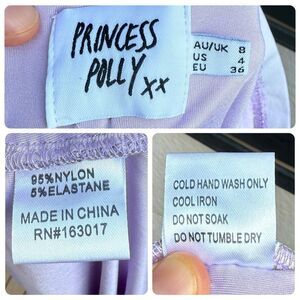 PRINCESS
POLLY xx
AU/UK 8
US 4
EU 36
95%NYLON
5%ELASTANE
MADE IN CHINA
RN#163017
COLD HAND WASH ONLY
COOL IRON
DO NOT SOAK
DO NOT TUMBLE DRY